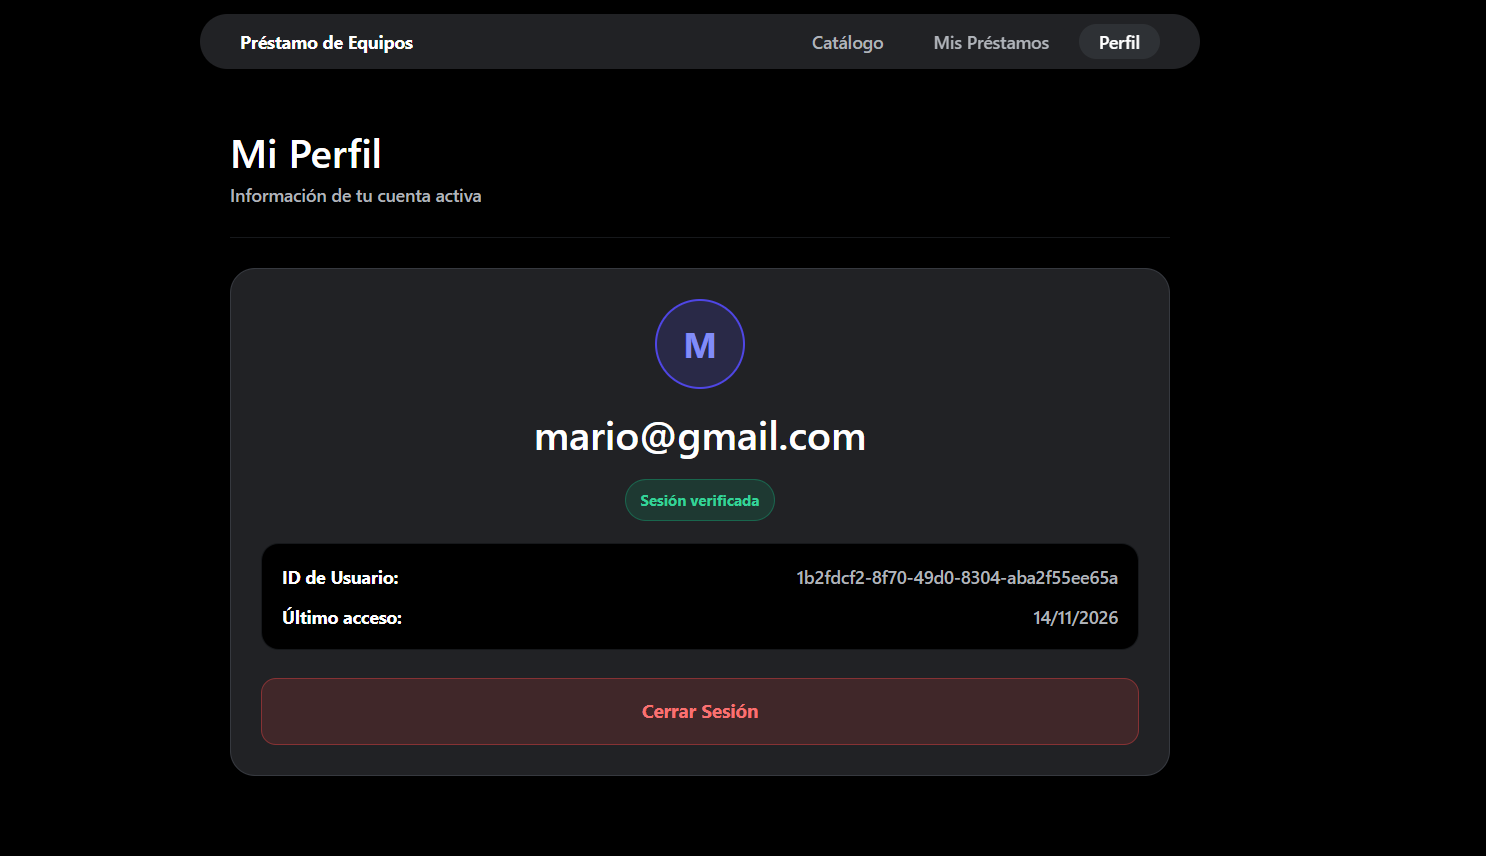 Préstamo de Equipos Catálogo Mis Préstamos Perfil
Mi Perfil
Información de tu cuenta activa
M
mario@gmail.com
Sesión verificada
ID de Usuario: 1b2fdcf2-8f70-49d0-8304-aba2f55ee65a
Último acceso: 14/11/2026
Cerrar Sesión